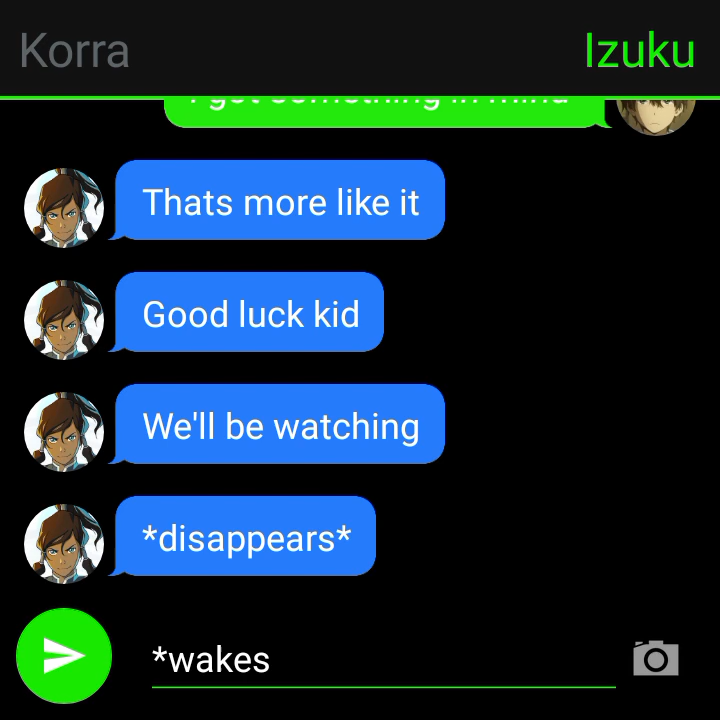 Korra
Izuku
I got something in mind
Thats more like it
Good luck kid
We'll be watching
*disappears*
*wakes